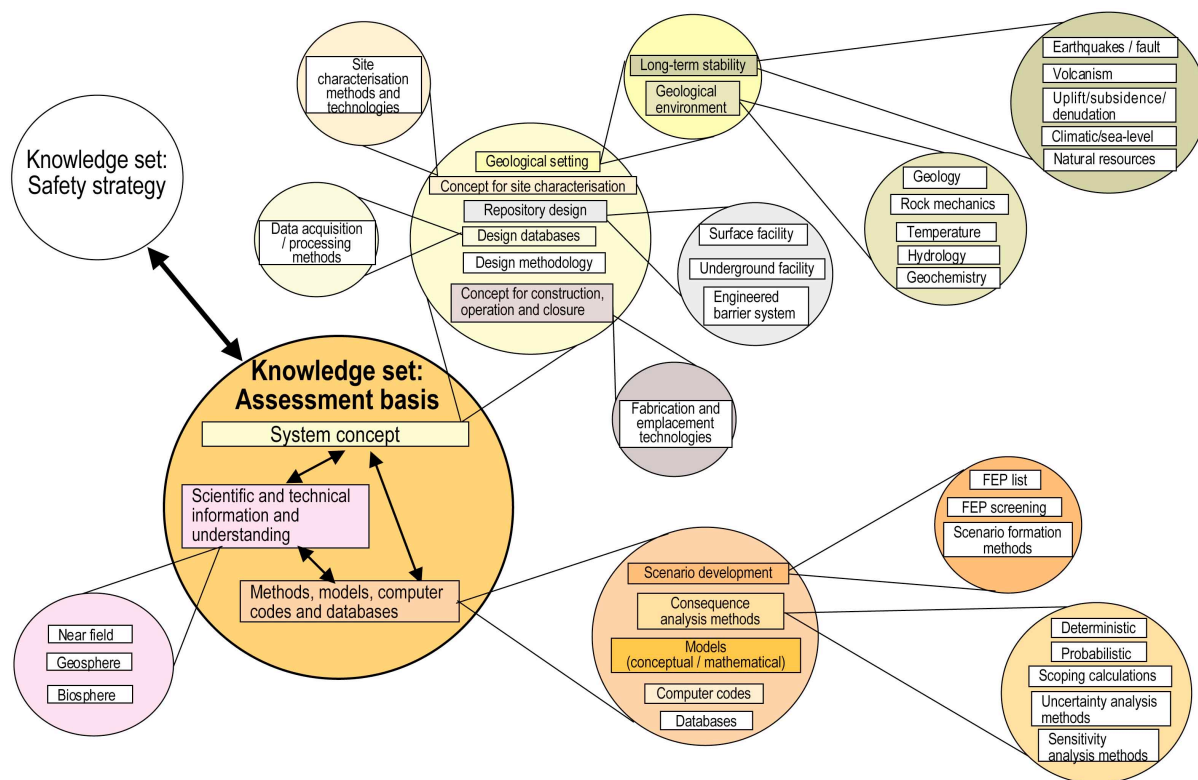 Knowledge set:
Safety strategy
Site
characterisation
methods and
technologies
Data acquisition
/ processing
methods
Geological setting
Concept for site characterisation
Repository design
Design databases
Design methodology
Concept for construction,
operation and closure
Long-term stability
Geological
environment
Earthquakes / fault
Volcanism
Uplift/subsidence/
denudation
Climatic/sea-level
Natural resources
Geology
Rock mechanics
Temperature
Hydrology
Geochemistry
Surface facility
Underground facility
Engineered
barrier system
Fabrication and
emplacement
technologies
Knowledge set:
Assessment basis
System concept
Scientific and technical
information and
understanding
Methods, models, computer
codes and databases
Near field
Geosphere
Biosphere
Scenario development
Consequence
analysis methods
Models
(conceptual / mathematical)
Computer codes
Databases
FEP list
FEP screening
Scenario formation
methods
Deterministic
Probabilistic
Scoping calculations
Uncertainty analysis
methods
Sensitivity
analysis methods